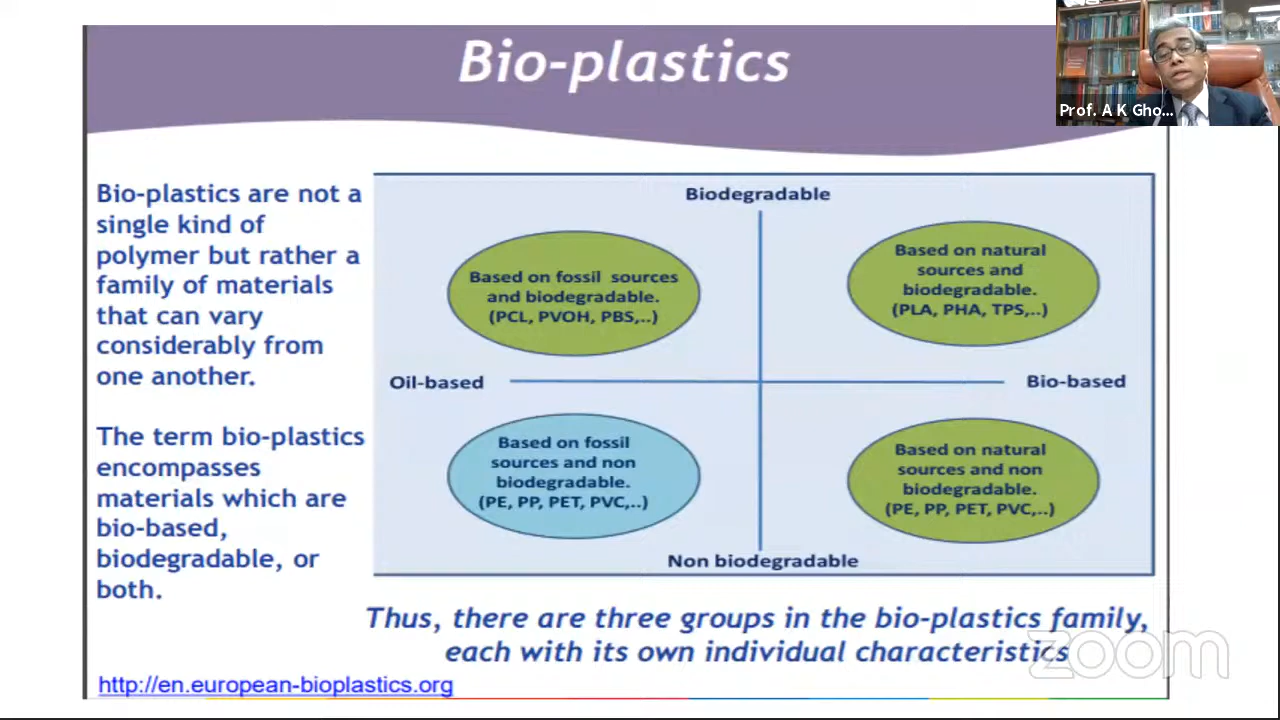 Bio-plastics
Prof. A K Gho...
Bio-plastics are not a
single kind of
polymer but rather a
family of materials
that can vary
considerably from
one another.
The term bio-plastics
encompasses
materials which are
bio-based,
biodegradable, or
both.
Biodegradable
Based on fossil sources
and biodegradable.
(PCL, PVOH, PBS,..)
Based on natural
sources and
biodegradable.
(PLA, PHA, TPS,..)
Oil-based
Bio-based
Based on fossil
sources and non
biodegradable.
(PE, PP, PET, PVC,..)
Based on natural
sources and non
biodegradable.
(PE, PP, PET, PVC,..)
Non biodegradable
Thus, there are three groups in the bio-plastics family,
each with its own individual characteristics
zoom
http://en.european-bioplastics.org